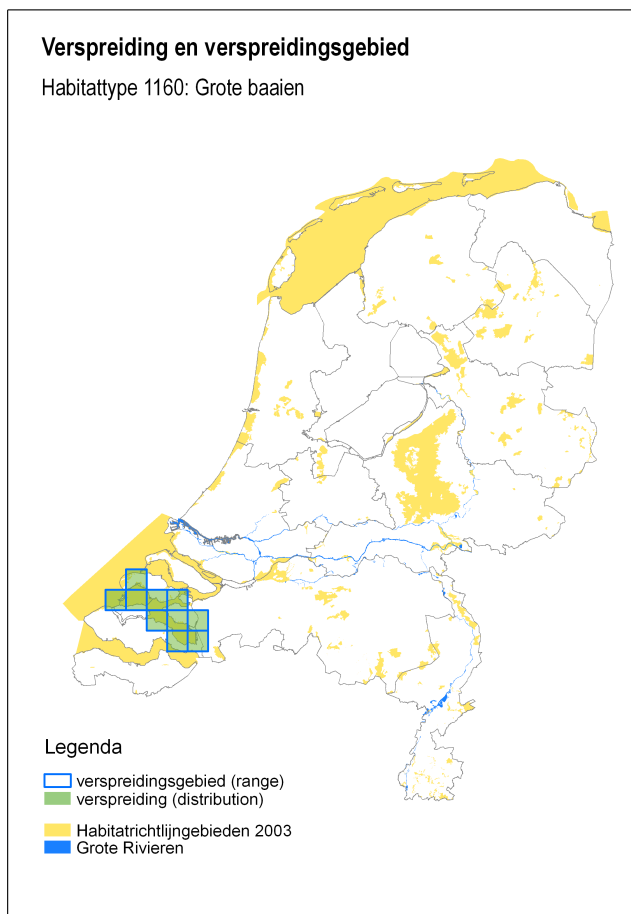 Verspreiding en verspreidingsgebied
Habitattype 1160: Grote baaien
Legenda
verspreidingsgebied (range)
verspreiding (distribution)
Habitatrichtlijngebieden 2003
Grote Rivieren